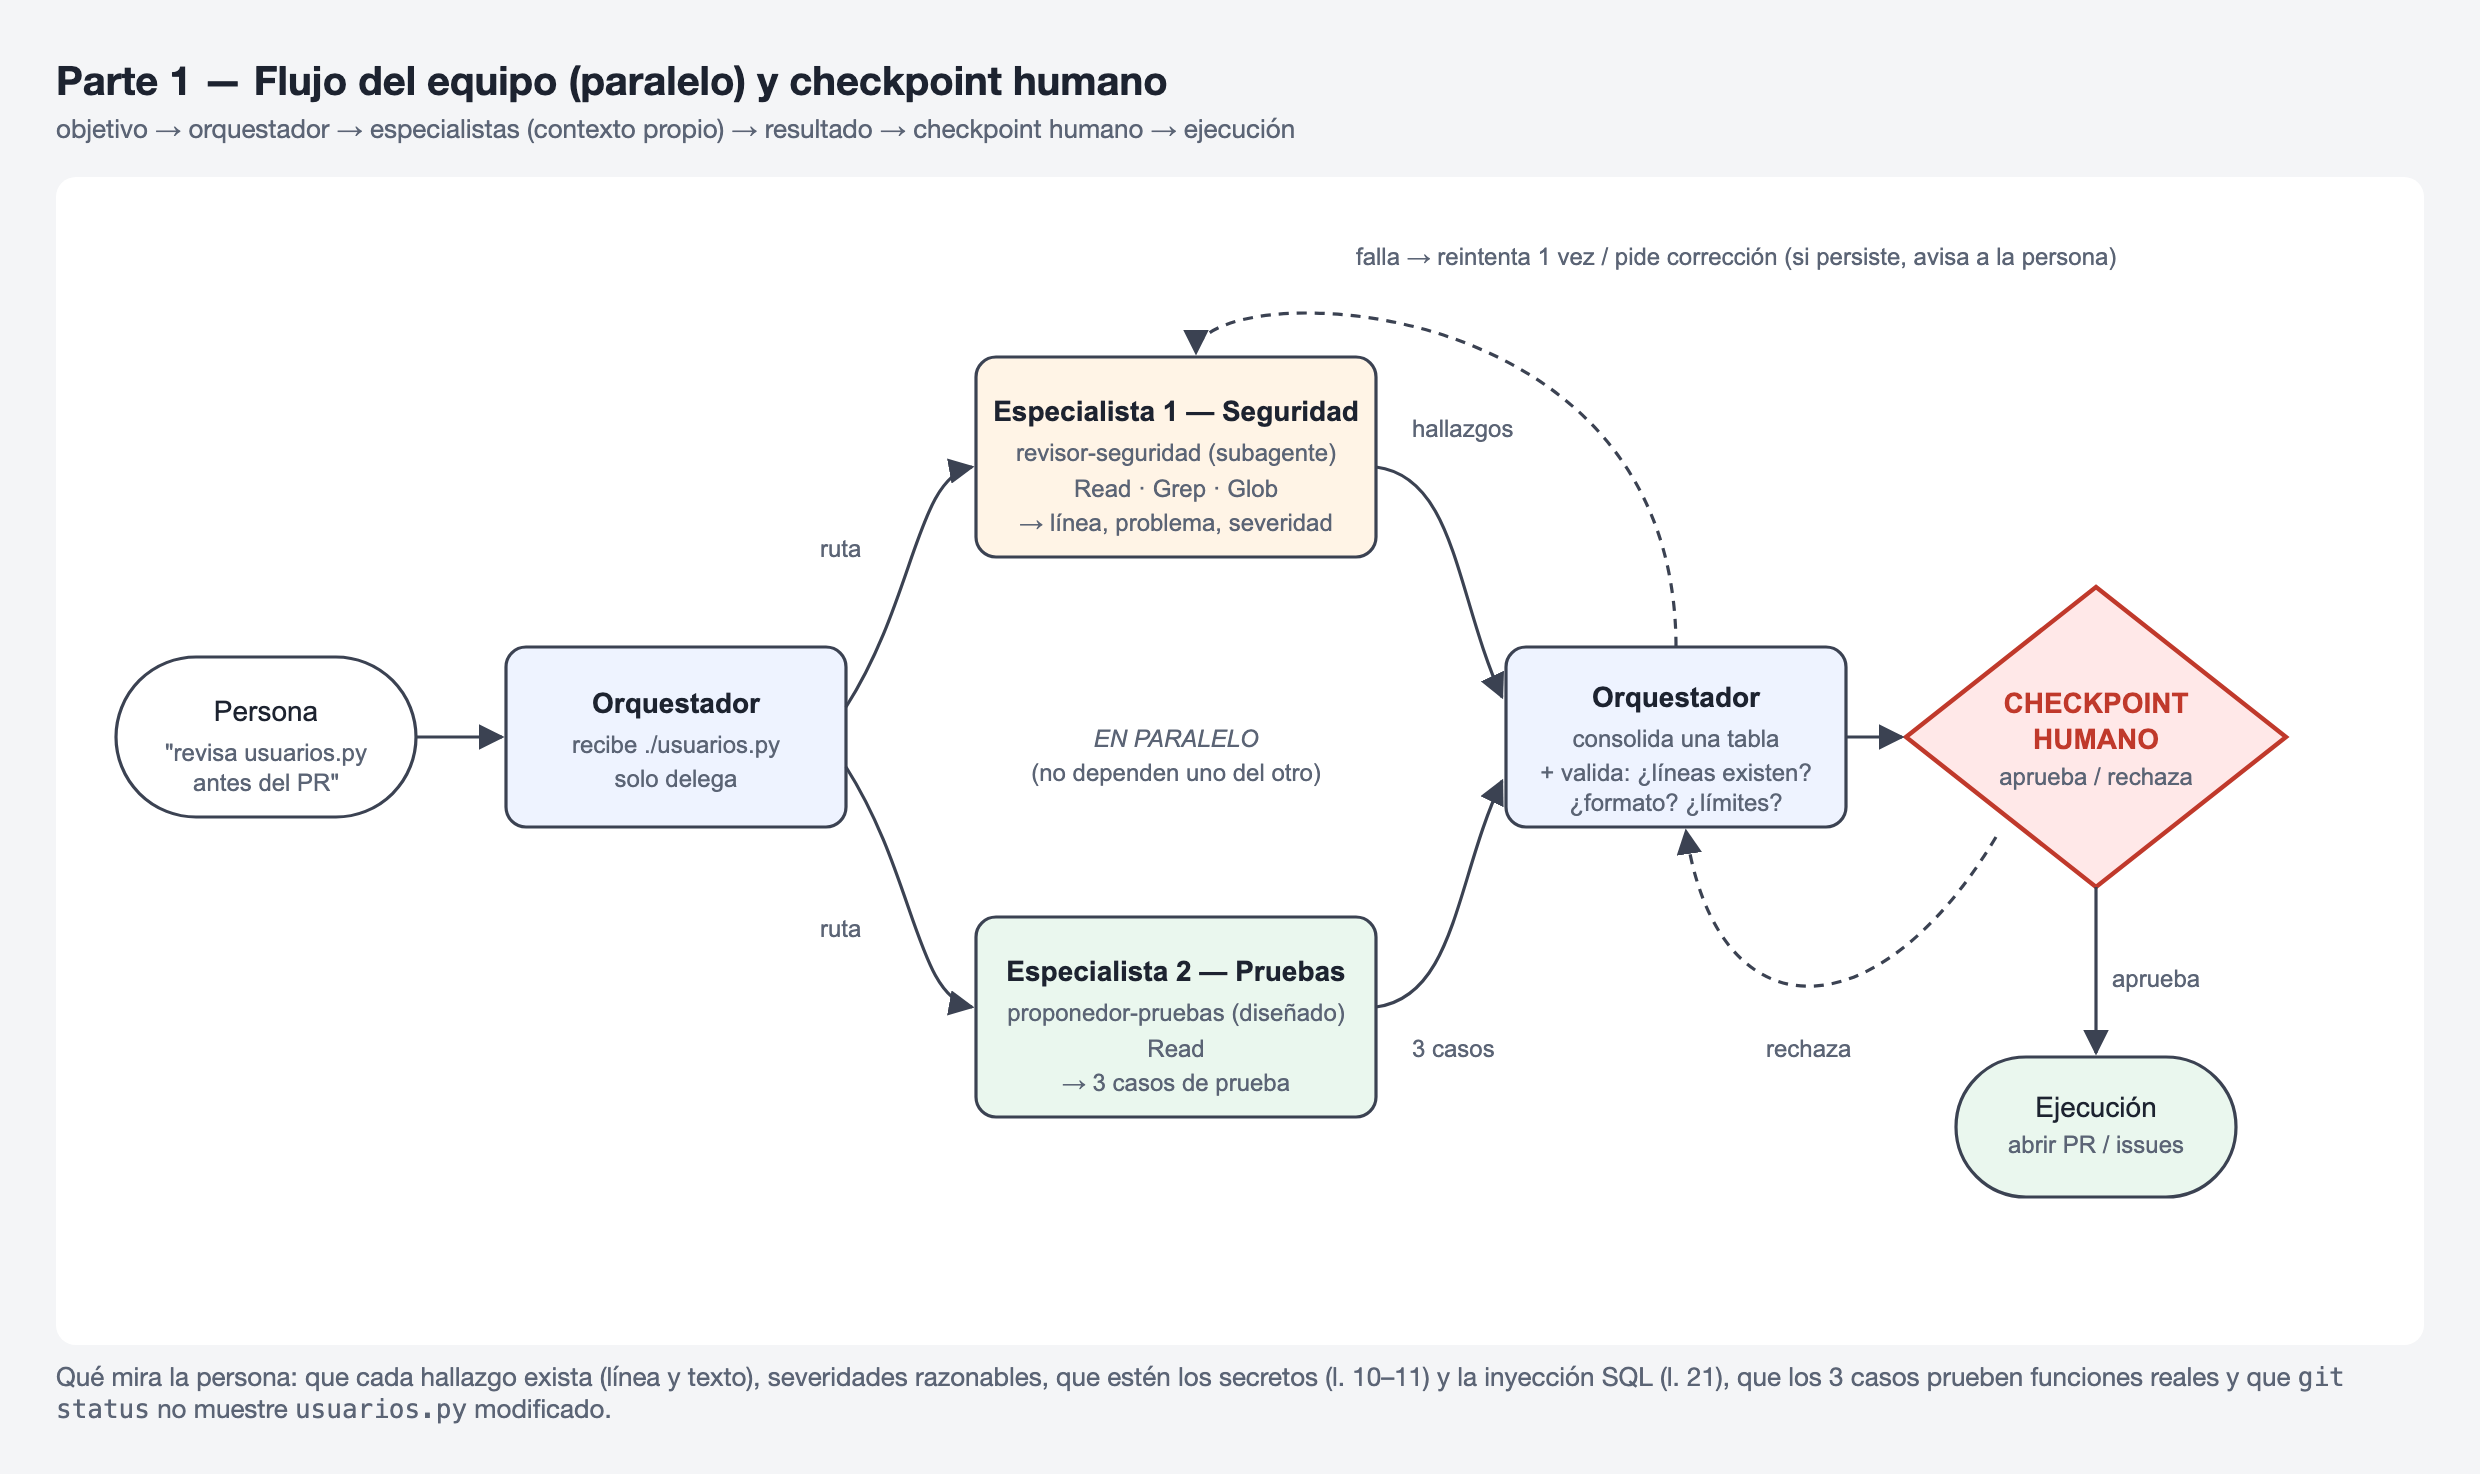 Parte 1 — Flujo del equipo (paralelo) y checkpoint humano
objetivo → orquestador → especialistas (contexto propio) → resultado → checkpoint humano → ejecución
falla → reintenta 1 vez / pide corrección (si persiste, avisa a la persona)
Especialista 1 — Seguridad
revisor-seguridad (subagente)
Read · Grep · Glob
→ línea, problema, severidad
hallazgos
ruta
Persona
"revisa usuarios.py
antes del PR"
Orquestador
recibe ./usuarios.py
solo delega
EN PARALELO
(no dependen uno del otro)
Orquestador
consolida una tabla
+ valida: ¿líneas existen?
¿formato? ¿límites?
CHECKPOINT
HUMANO
aprueba / rechaza
ruta
Especialista 2 — Pruebas
proponedor-pruebas (diseñado)
Read
→ 3 casos de prueba
3 casos
rechaza
aprueba
Ejecución
abrir PR / issues
Qué mira la persona: que cada hallazgo exista (línea y texto), severidades razonables, que estén los secretos (l. 10–11) y la inyección SQL (l. 21), que los 3 casos prueben funciones reales y que git
status no muestre usuarios.py modificado.